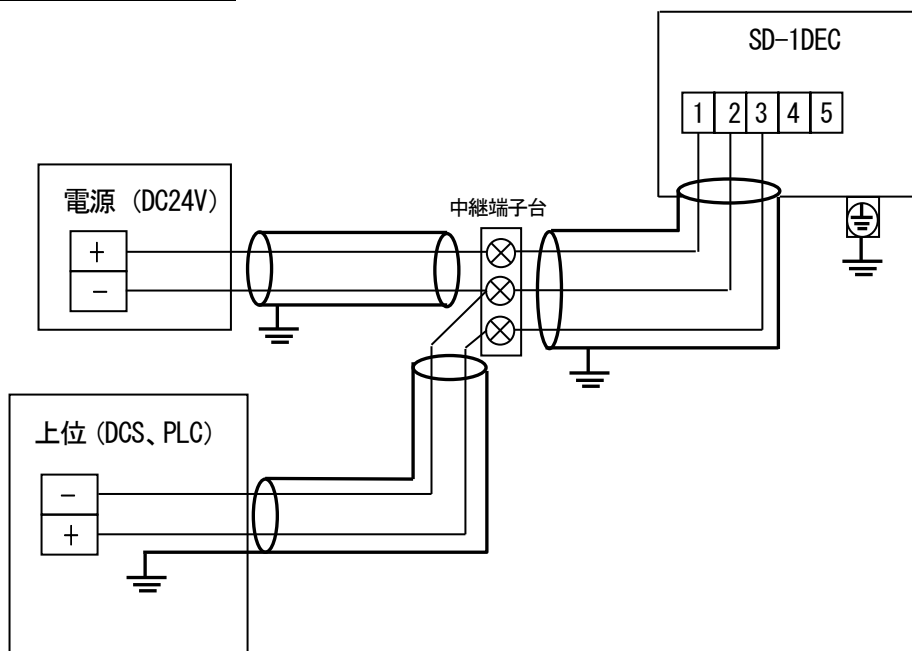 SD-1DEC
1 2 3 4 5
電源 (DC24V)
+
-
中継端子台
上位 (DCS、PLC)
-
+